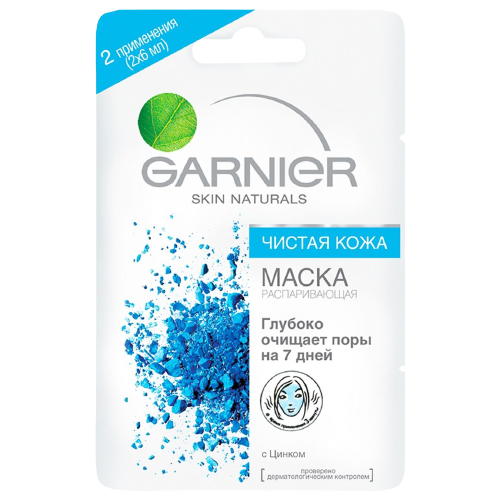 2 применения
(2x6 мл)
GARNIER
SKIN NATURALS
ЧИСТАЯ КОЖА
МАСКА
РАСПАРИВАЮЩАЯ
Глубоко
очищает поры
на 7 дней
с Цинком
проверено
дерматологическим контролем